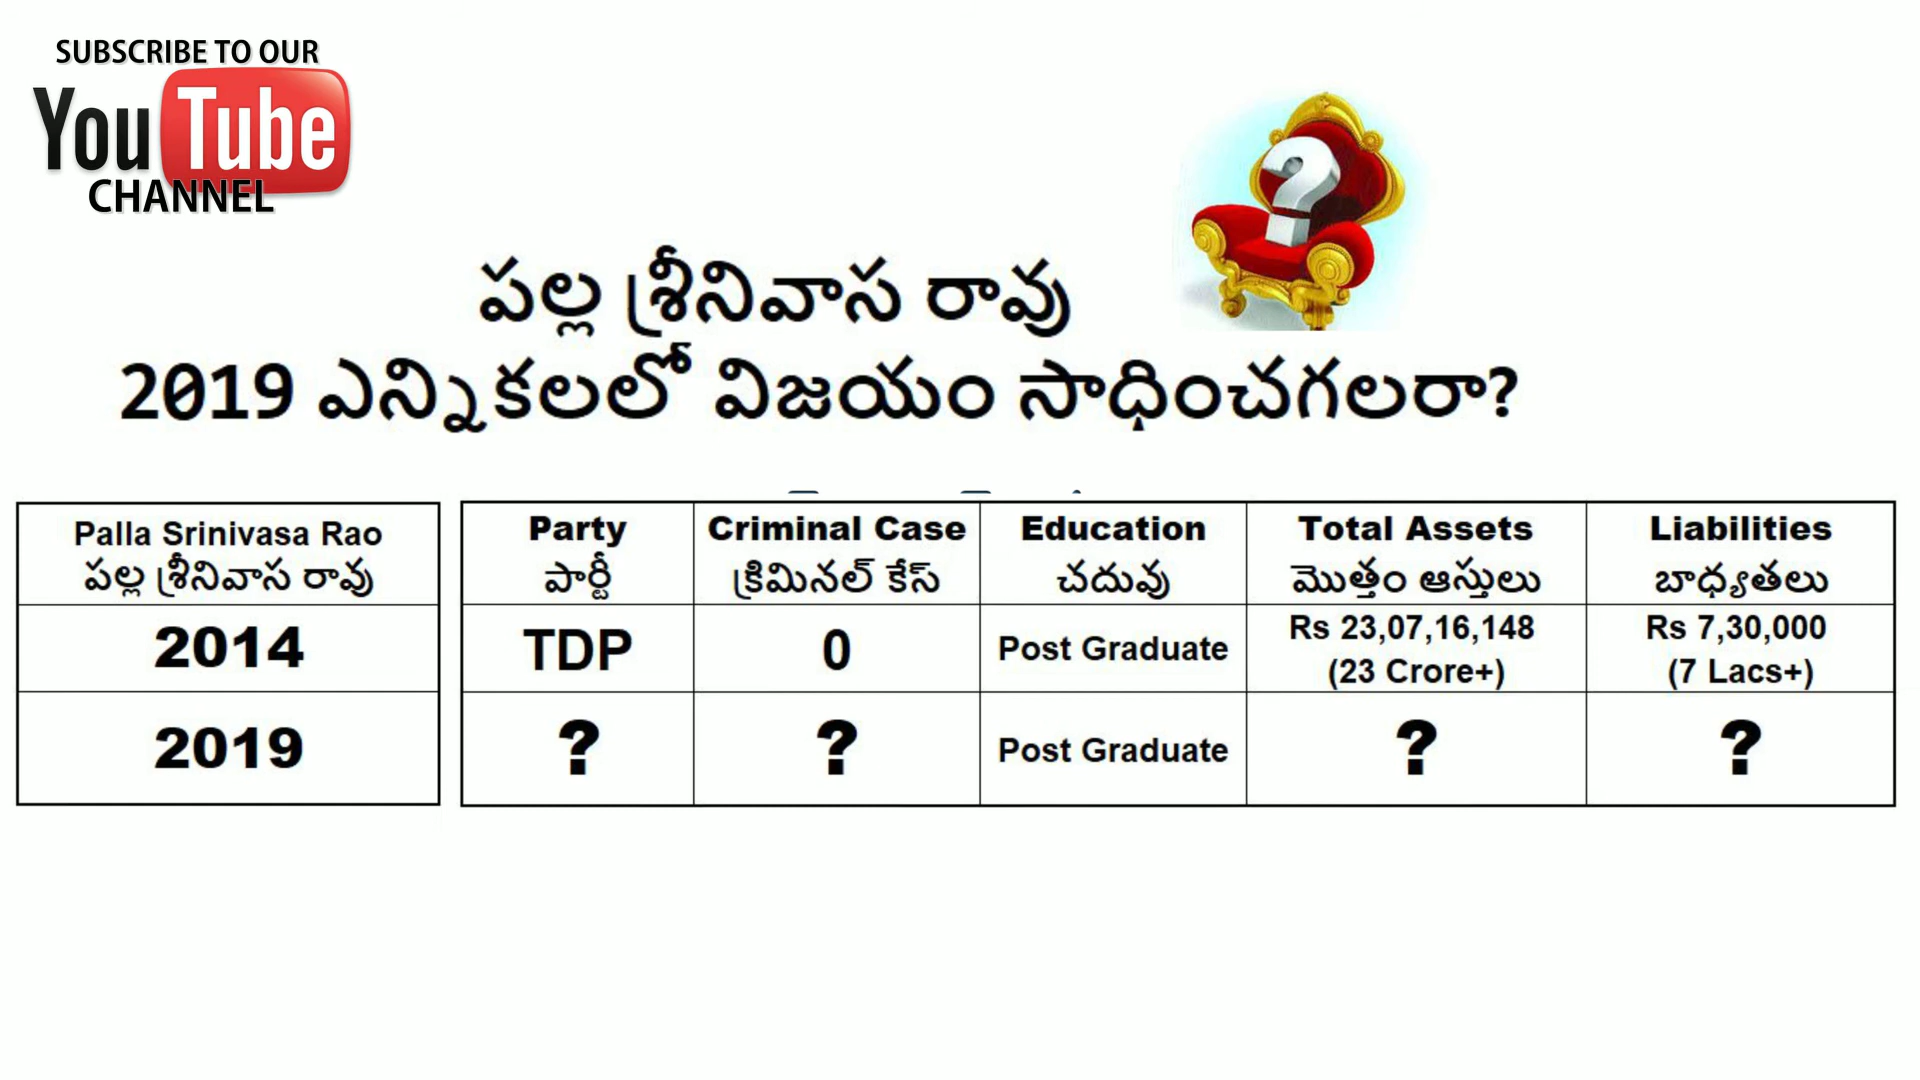 SUBSCRIBE TO OUR
YouTube
CHANNEL
పల్ల శ్రీనివాస రావు
2019 ఎన్నికలలో విజయం సాధించగలరా?
Palla Srinivasa Rao
పల్ల శ్రీనివాస రావు
Party
పార్టీ
Criminal Case
క్రిమినల్ కేస్
Education
చదువు
Total Assets
మొత్తం ఆస్తులు
Liabilities
బాధ్యతలు
2014
TDP
0
Post Graduate
Rs 23,07,16,148
(23 Crore+)
Rs 7,30,000
(7 Lacs+)
2019
?
?
Post Graduate
?
?